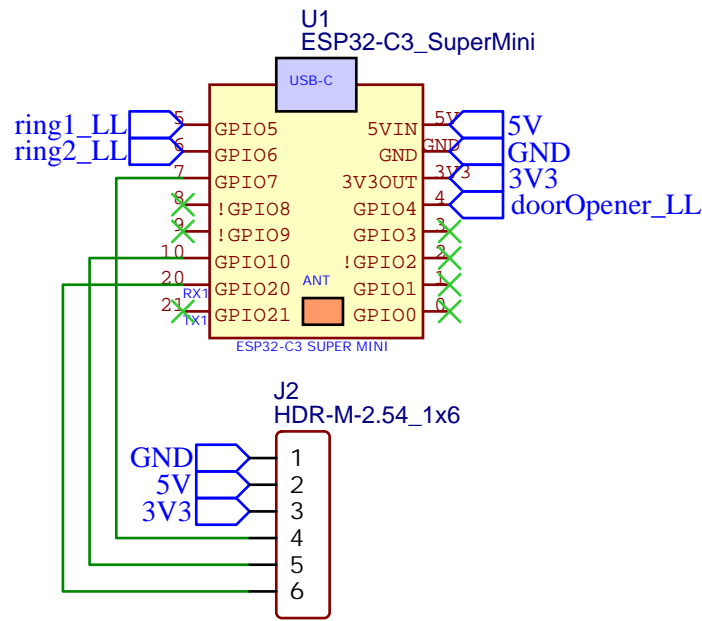 U1
ESP32-C3_SuperMini
USB-C
ring1_LL 5 GPIO5 5VIN 5V 5V
ring2_LL 6 GPIO6 GND GND GND
7 GPIO7 3V3OUT 3V3 3V3
8 !GPIO8 GPIO4 4 doorOpener_LL
9 !GPIO9 GPIO3 3
10 GPIO10 !GPIO2 2
20 RX1 GPIO20 ANT GPIO1 1
21 TX1 GPIO21 GPIO0 0
ESP32-C3 SUPER MINI
J2
HDR-M-2.54_1x6
GND 1
5V 2
3V3 3
4
5
6